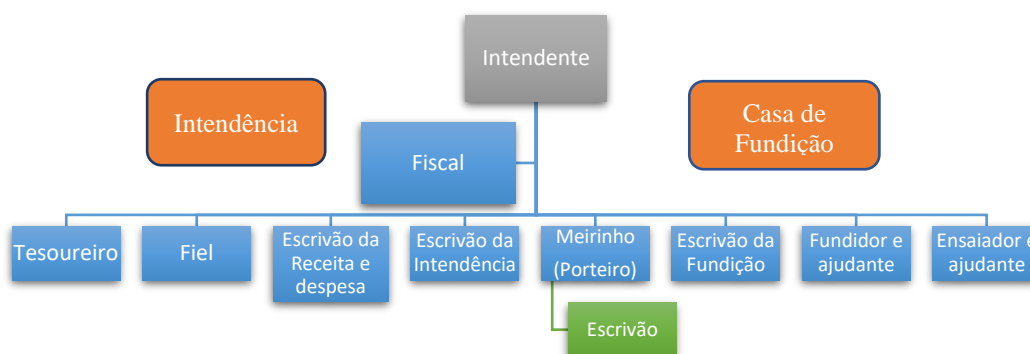 Intendente
Intendência
Casa de
Fundição
Fiscal
Tesoureiro
Fiel
Escrivão da
Receita e
despesa
Escrivão da
Intendência
Meirinho
(Porteiro)
Escrivão da
Fundição
Fundidor e
ajudante
Ensaiador e
ajudante
Escrivão